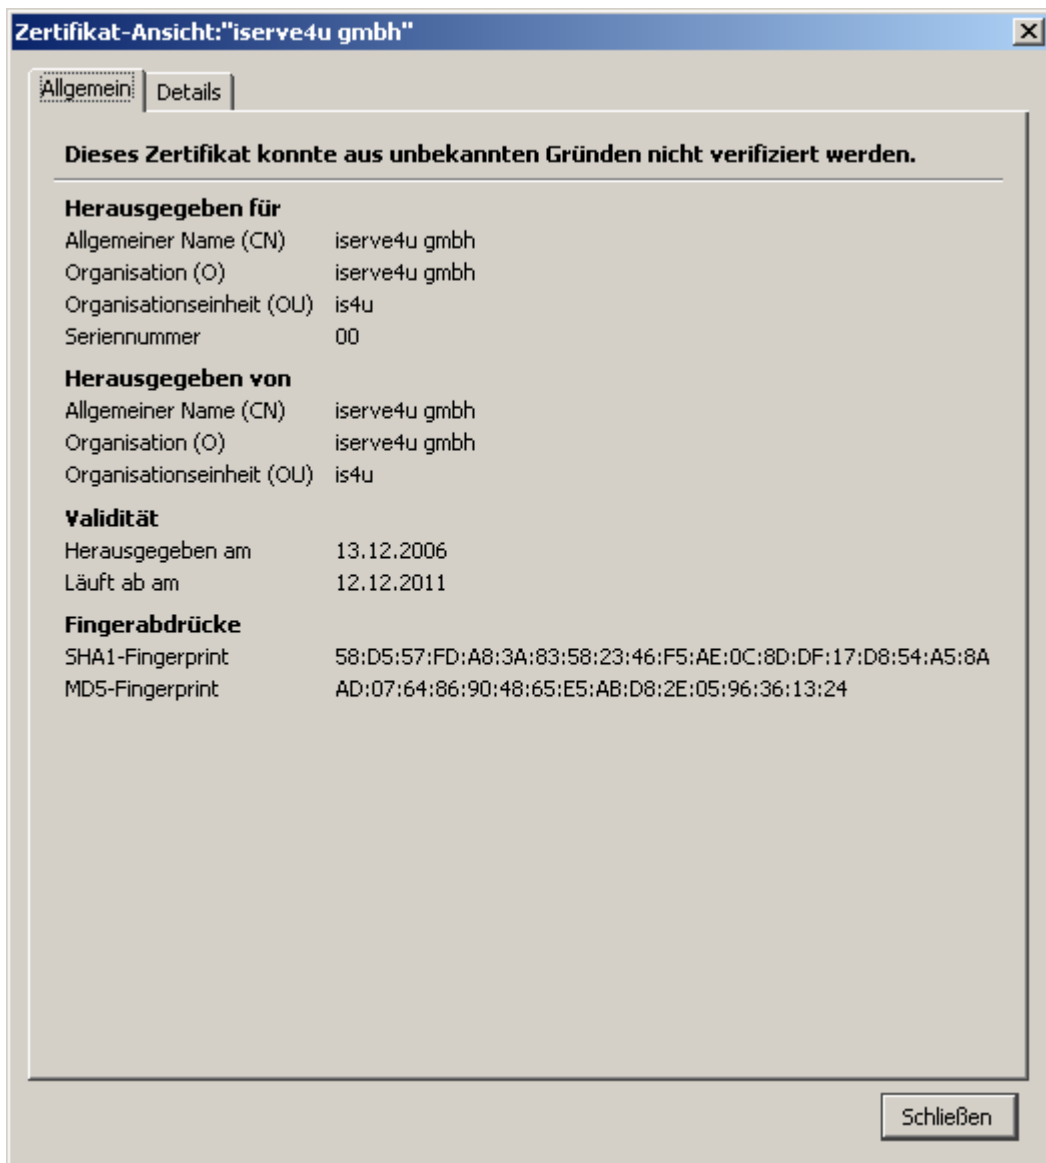 Zertifikat-Ansicht:"iserve4u gmbh"
Allgemein Details
Dieses Zertifikat konnte aus unbekannten Gründen nicht verifiziert werden.
Herausgegeben für
Allgemeiner Name (CN) iserve4u gmbh
Organisation (O) iserve4u gmbh
Organisationseinheit (OU) is4u
Seriennummer 00
Herausgegeben von
Allgemeiner Name (CN) iserve4u gmbh
Organisation (O) iserve4u gmbh
Organisationseinheit (OU) is4u
Validität
Herausgegeben am 13.12.2006
Läuft ab am 12.12.2011
Fingerabdrücke
SHA1-Fingerprint 58:D5:57:FD:A8:3A:83:58:23:46:F5:AE:0C:8D:DF:17:D8:54:A5:8A
MD5-Fingerprint AD:07:64:86:90:48:65:E5:AB:D8:2E:05:96:36:13:24
Schließen